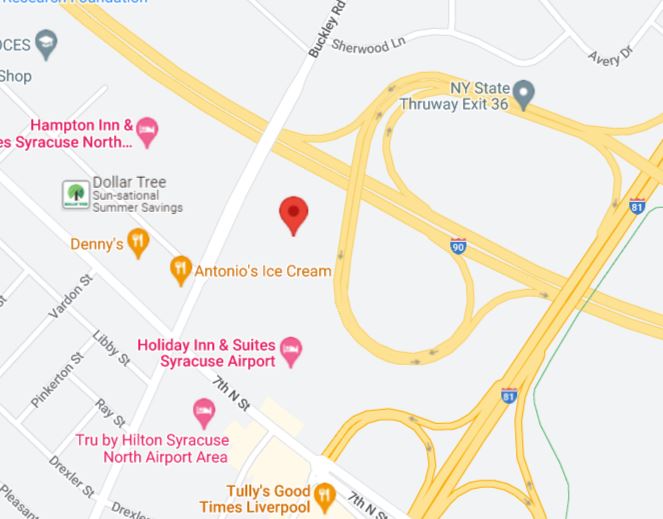 Research Foundation
Buckley Rd
Sherwood Ln
Avery Dr
OCES
Shop
NY State
Thruway Exit 36
Hampton Inn &
es Syracuse North...
Dollar Tree
Sun-sational
Summer Savings
DOLLAR TREE
81
Denny's
90
Antonio's Ice Cream
Vardon St
Libby St
Holiday Inn & Suites
Syracuse Airport
Pinkerton St
7th N St
81
Ray St
Tru by Hilton Syracuse
North Airport Area
Drexler St
Tully's Good
Times Liverpool
7th N St
Pleasant
Drexler